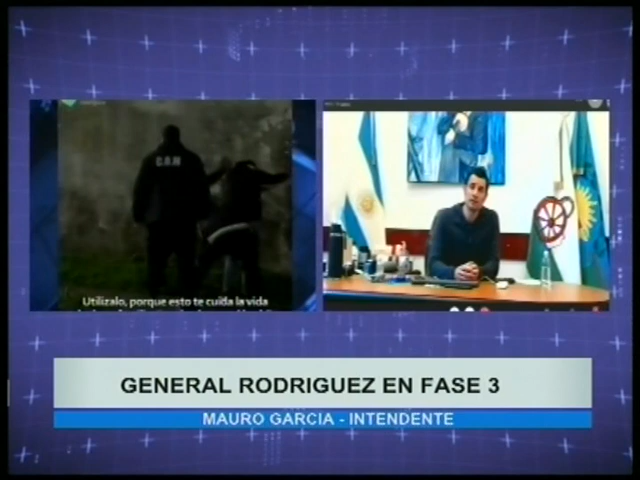 C.O.M
Utilizalo, porque esto te cuida la vida
GENERAL RODRIGUEZ EN FASE 3
MAURO GARCIA - INTENDENTE